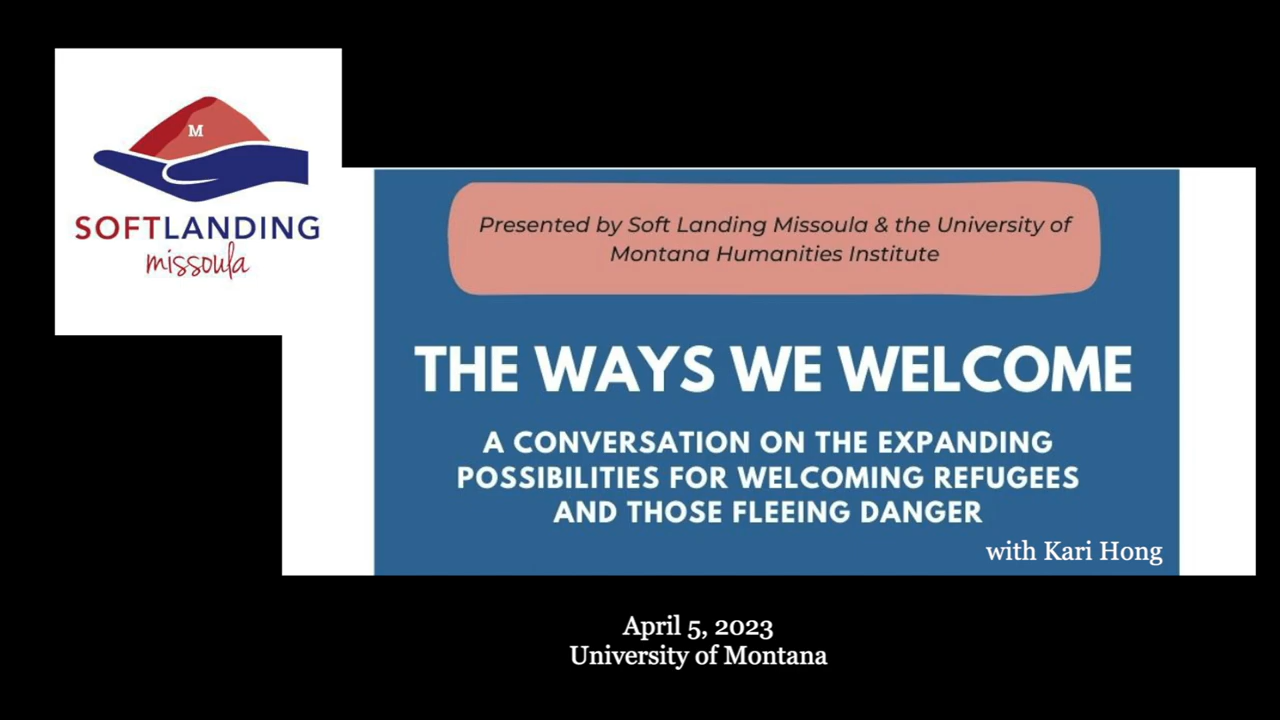 M
SOFTLANDING
missoula
Presented by Soft Landing Missoula & the University of
Montana Humanities Institute
THE WAYS WE WELCOME
A CONVERSATION ON THE EXPANDING
POSSIBILITIES FOR WELCOMING REFUGEES
AND THOSE FLEEING DANGER
with Kari Hong
April 5, 2023
University of Montana